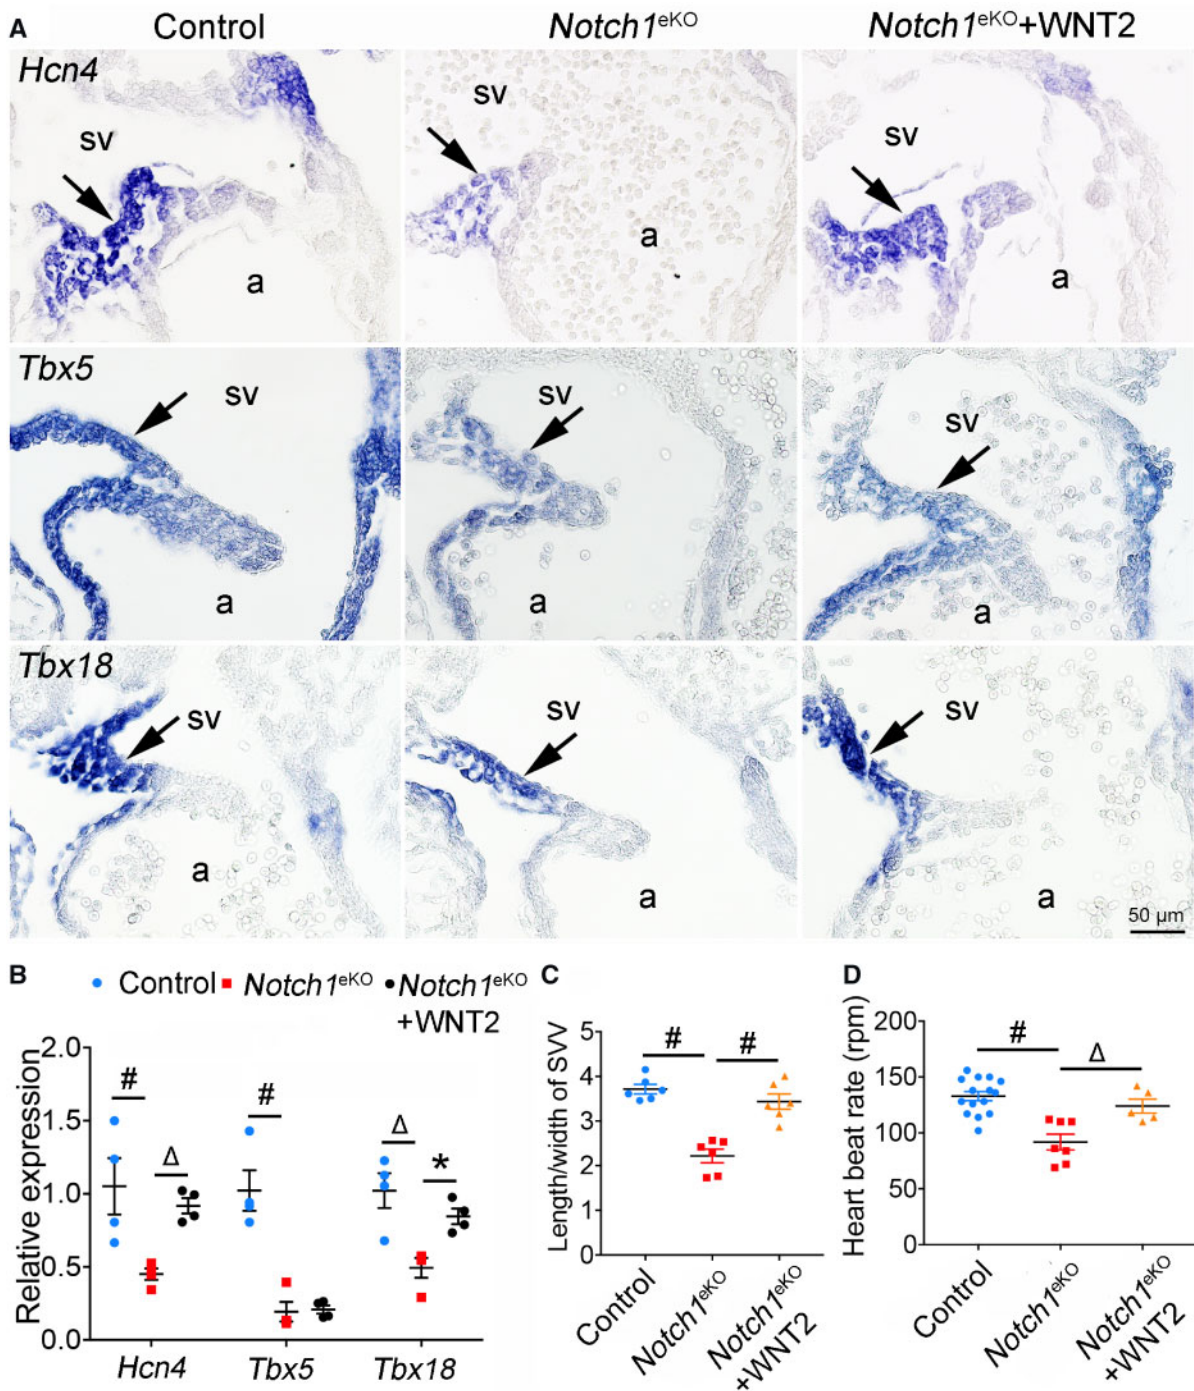 A Control Notch1eKO Notch1eKO+WNT2
Hcn4
sv sv sv
a a a
Tbx5
sv sv sv
a a a
Tbx18
sv sv sv
a a a
50 µm
B Control Notch1eKO Notch1eKO
+WNT2
Relative expression
2.0
1.5
1.0
0.5
0.0
# # Δ
Δ *
Hcn4 Tbx5 Tbx18
C
Length/width of SVV
5
4
3
2
1
0
# #
Control Notch1eKO Notch1eKO
+WNT2
D
Heart beat rate (rpm)
200
150
100
50
0
# Δ
Control Notch1eKO Notch1eKO
+WNT2